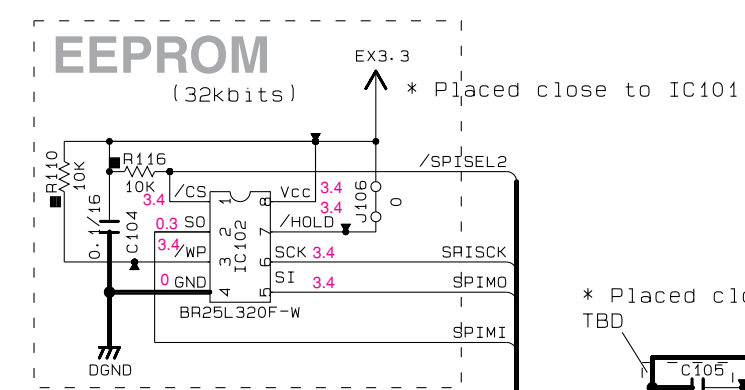 EEPROM
(32Kbits)
EX3.3
* Placed close to IC101
R110
10K
R116
10K
/SPISEL2
0.1/16
C104
3.4
/CS
1
8
Vcc
3.4
3.4
0.3
SO
2
7
/HOLD
J106
0
3.4
/WP
3
6
SCK
3.4
SPISCK
0
GND
4
5
SI
3.4
SPIMO
IC102
BR25L320F-W
SPIMI
DGND
* Placed clo
TBD
C105